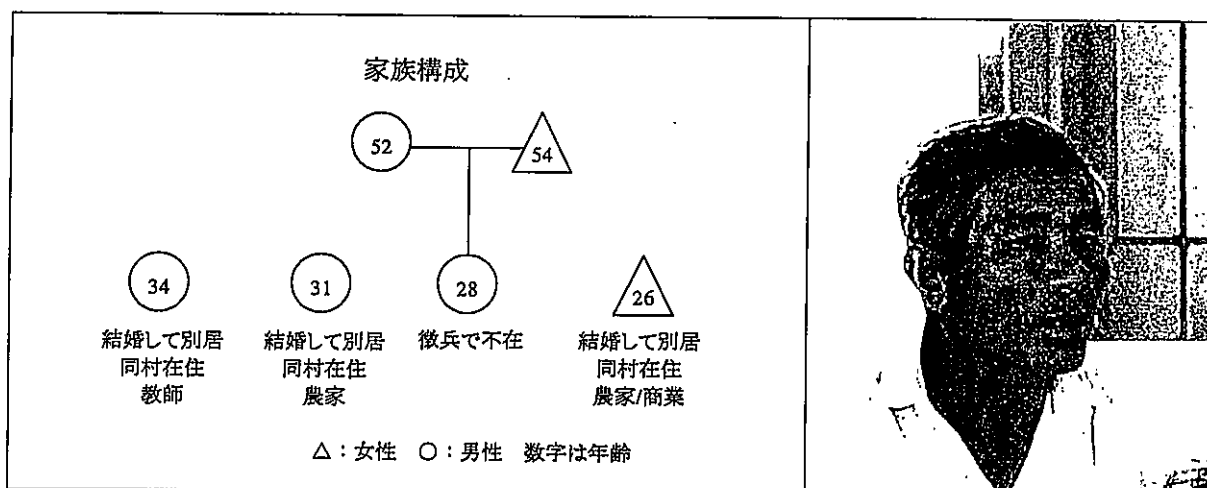 家族構成
52
54
34
31
28
26
結婚して別居
同村在住
教師
結婚して別居
同村在住
農家
徴兵で不在
結婚して別居
同村在住
農家/商業
△：女性　○：男性　数字は年齢